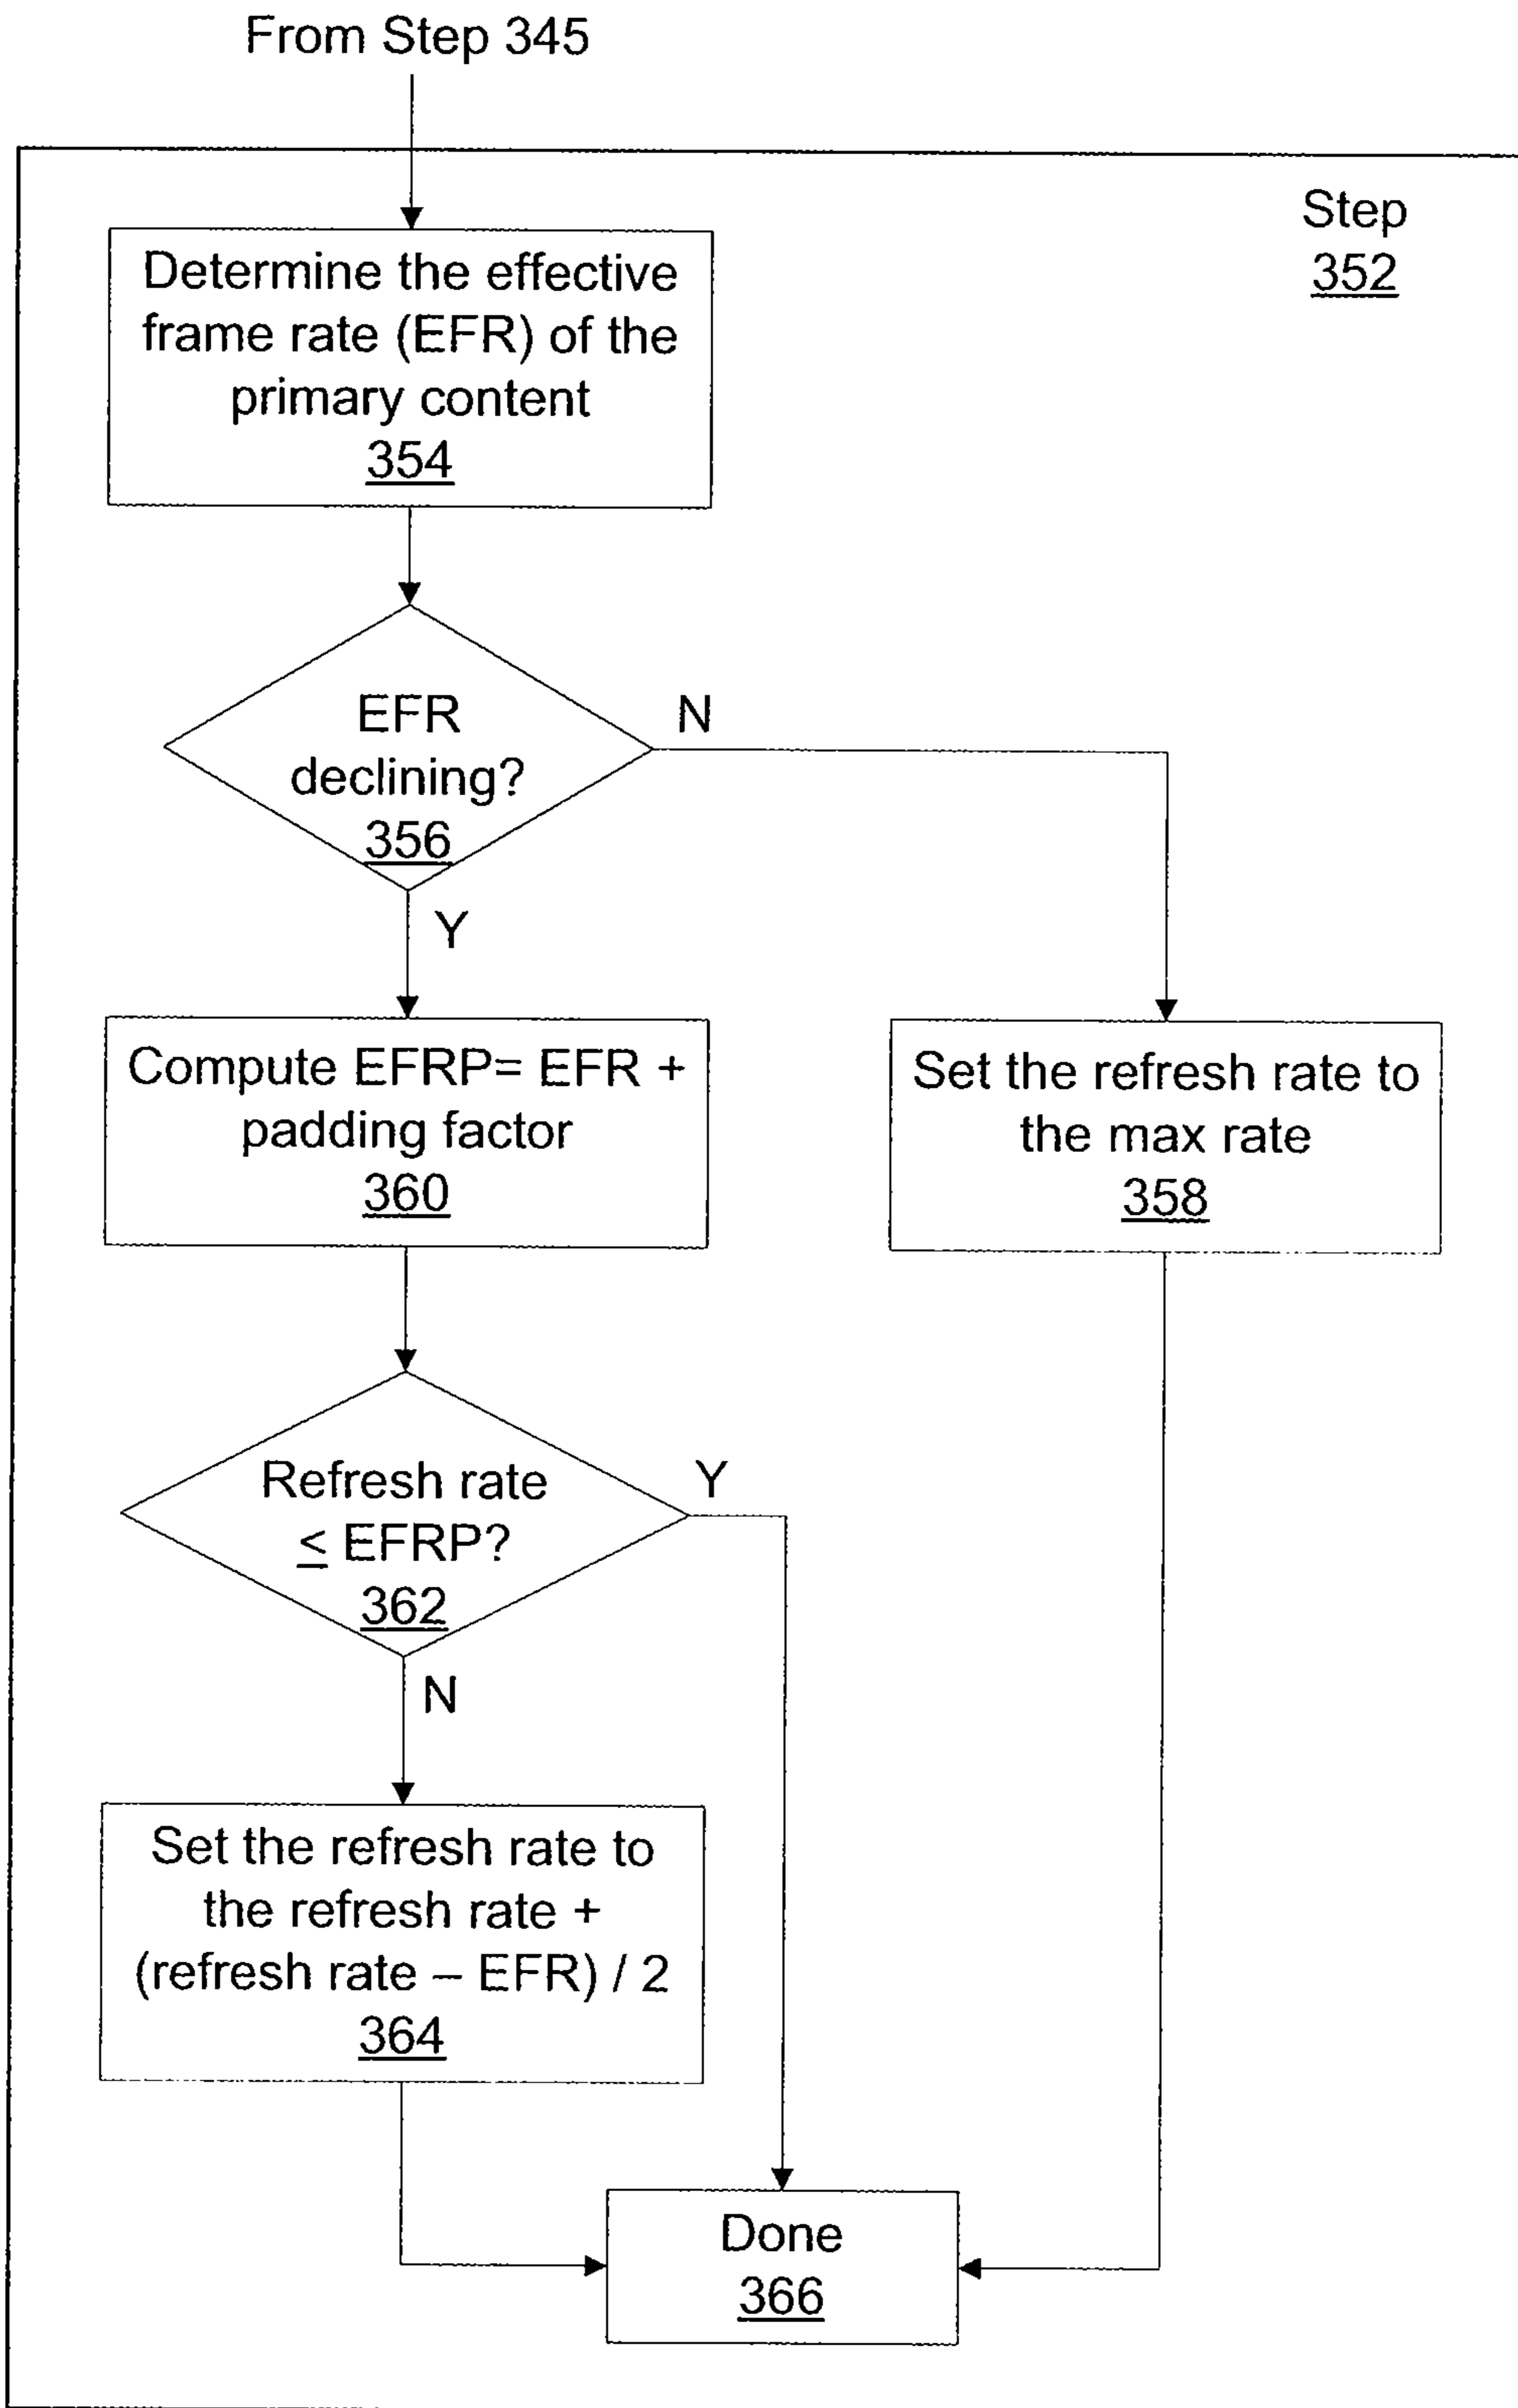 From Step 345
Step
352
Determine the effective
frame rate (EFR) of the
primary content
354
EFR
declining?
356
N
Y
Compute EFRP= EFR +
padding factor
360
Set the refresh rate to
the max rate
358
Refresh rate
≤ EFRP?
362
Y
N
Set the refresh rate to
the refresh rate +
(refresh rate – EFR) / 2
364
Done
366